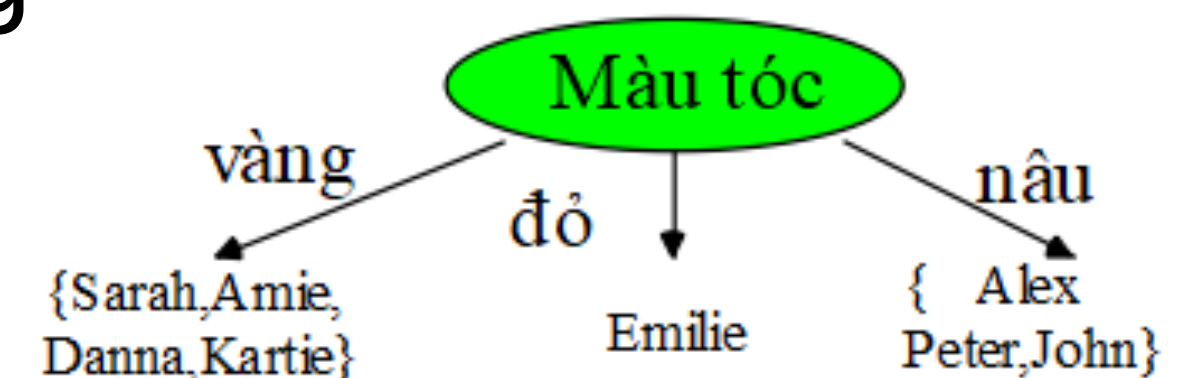 Màu tóc
vàng
đỏ
nâu
{Sarah,Amie,
Danna,Kartie}
Emilie
{ Alex
Peter,John}